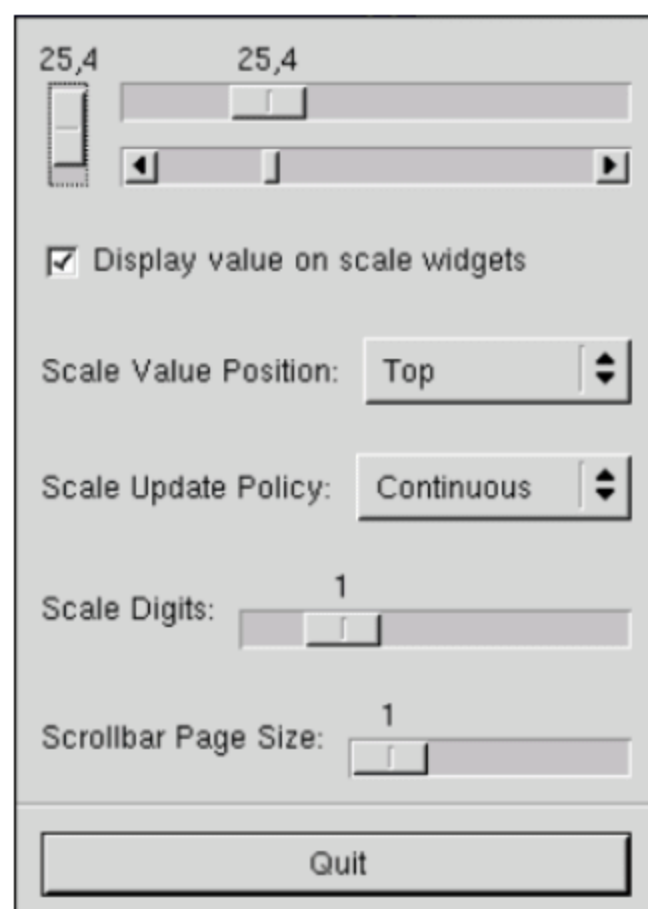 25,4 25,4
Display value on scale widgets
Scale Value Position: Top
Scale Update Policy: Continuous
1
Scale Digits:
1
Scrollbar Page Size:
Quit